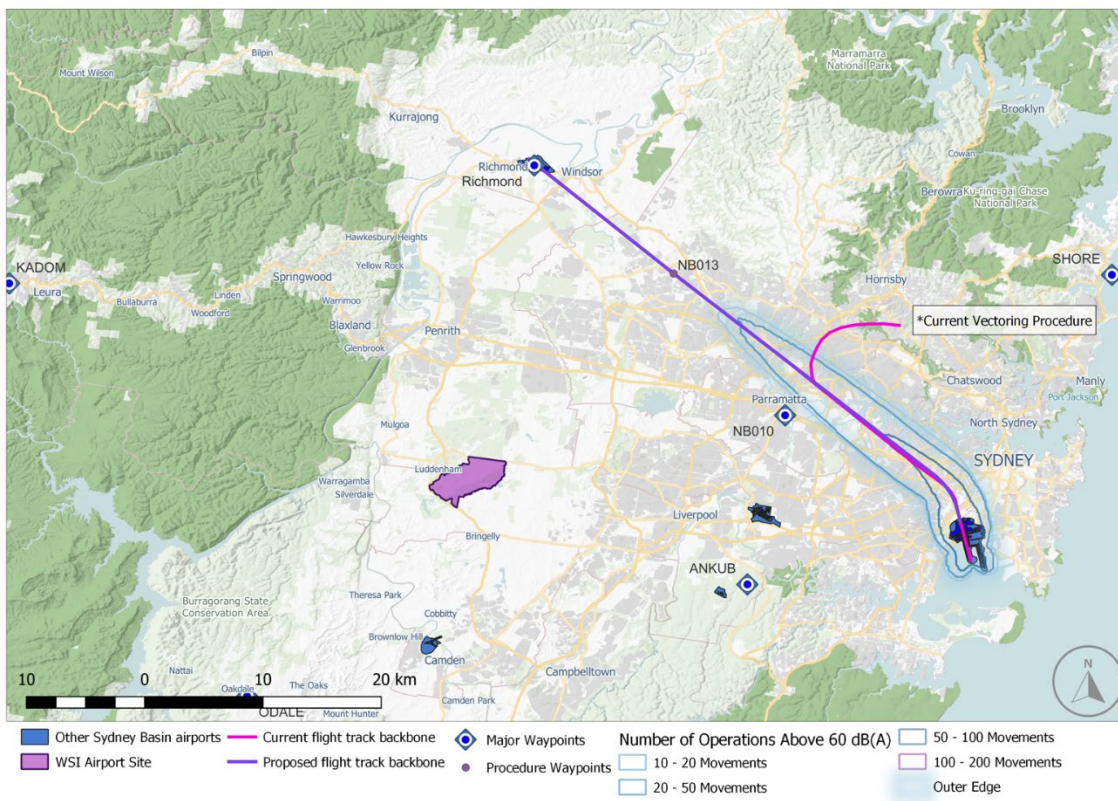 Bilpin
Mount Wilson
Marramarra
National Park
Kurrajong
Brooklyn
Cowan
Richmond
Windsor
Richmond
Berowra
Ku-ring-gai Chase
National Park
Hawkesbury Heights
KADOM
Leura
Springwood
Yellow Rock
NB013
Hornsby
SHORE
Bullaburra
Linden
Woodford
Warrimoo
Blaxland
Glenbrook
Penrith
*Current Vectoring Procedure
Chatswood
Manly
Port Jackson
Parramatta
NB010
North Sydney
Mulgoa
SYDNEY
Luddenham
Warragamba
Silverdale
Liverpool
Bringelly
ANKUB
Burragorang State
Conservation Area
Theresa Park
Cobbitty
Brownlow Hill
Camden
Campbelltown
Nattai
Oakdale
The Oaks
Camden Park
ODALE
Mount Hunter
10 0 10 20 km
N
Other Sydney Basin airports
WSI Airport Site
Current flight track backbone
Proposed flight track backbone
Major Waypoints
Procedure Waypoints
Number of Operations Above 60 dB(A)
10 - 20 Movements
20 - 50 Movements
50 - 100 Movements
100 - 200 Movements
Outer Edge